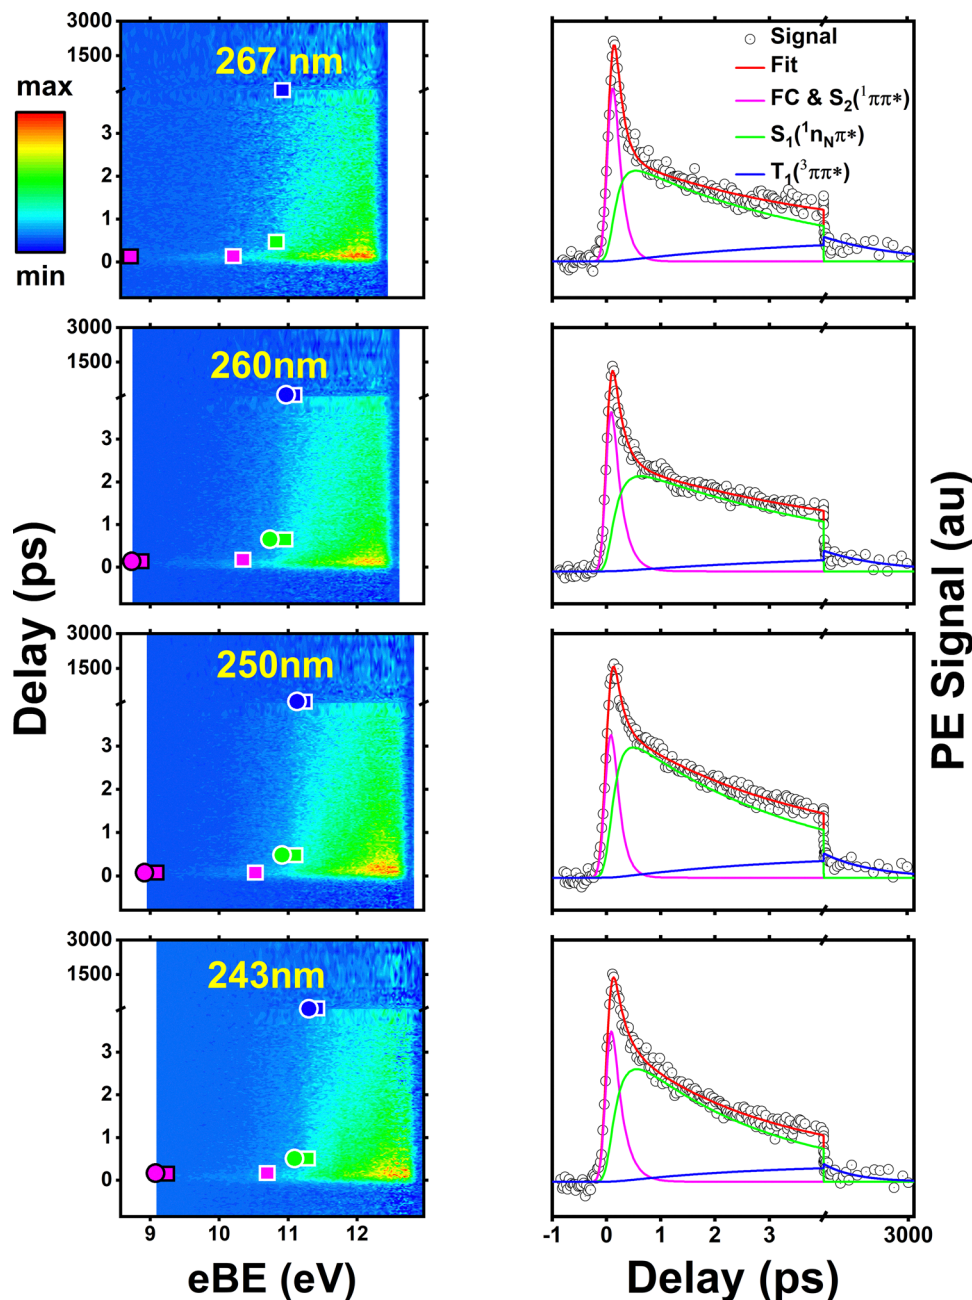 max
min
Delay (ps)
3000
1500
3
2
1
0
267 nm
3000
1500
3
2
1
0
260nm
3000
1500
3
2
1
0
250nm
3000
1500
3
2
1
0
243nm
9
10
11
12
eBE (eV)
Signal
Fit
FC & S₂(¹ππ*)
S₁(¹n_Nπ*)
T₁(³ππ*)
-1
0
1
2
3
3000
Delay (ps)
PE Signal (au)